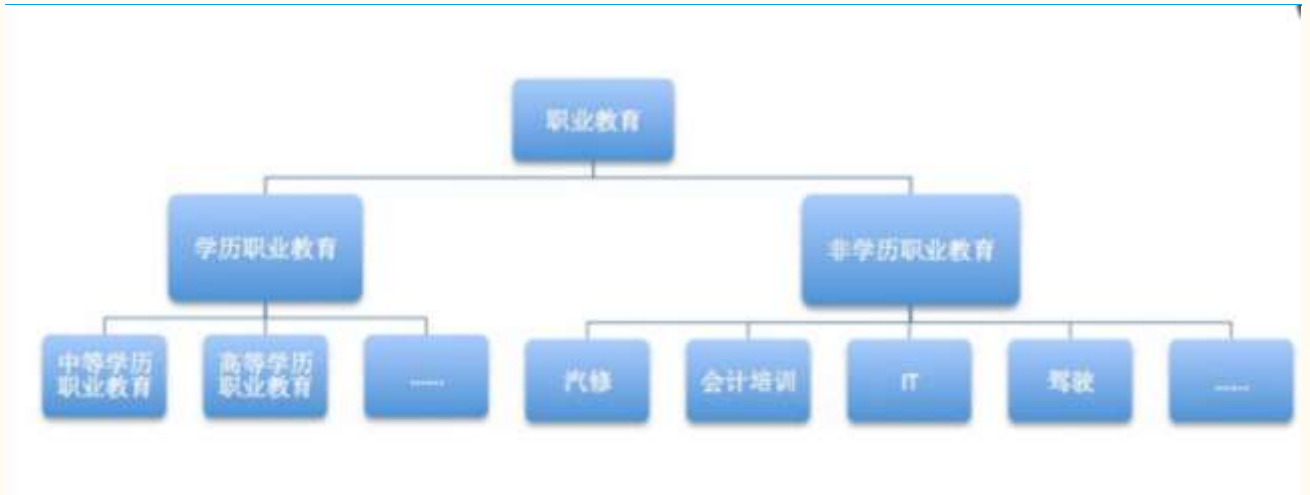 职业教育
学历职业教育
非学历职业教育
中等学历
职业教育
高等学历
职业教育
......
汽修
会计培训
IT
驾驶
......